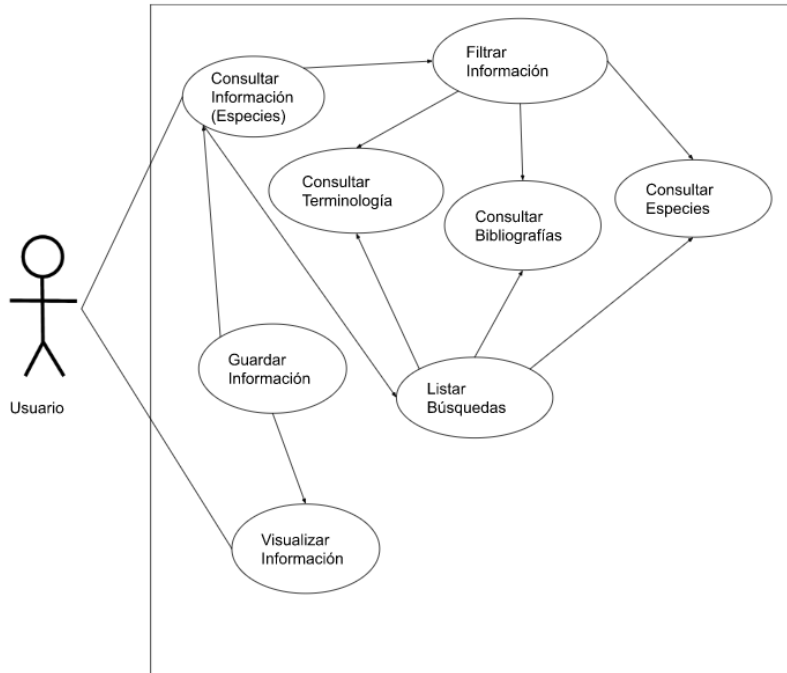 Filtrar
Información
Consultar
Información
(Especies)
Consultar
Terminología
Consultar
Bibliografías
Consultar
Especies
Usuario
Guardar
Información
Listar
Búsquedas
Visualizar
Información